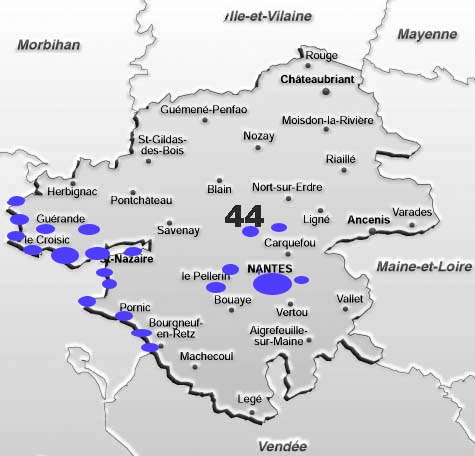 Ille-et-Vilaine
Morbihan
Mayenne
Rouge
Châteaubriant
Guémené-Penfao
Moisdon-la-Rivière
Nozay
St-Gildas-
des-Bois
Riaillé
Herbignac
Blain
Nort-sur-Erdre
Pontchâteau
44
Guérande
Ligné
Varades
Ancenis
Savenay
le Croisic
Carquefou
St-Nazaire
Maine-et-Loire
le Pellerin
NANTES
Bouaye
Vertou
Vallet
Pornic
Bourgneuf-
en-Retz
Aigrefeuille-
sur-Maine
Machecoul
Legé
Vendée